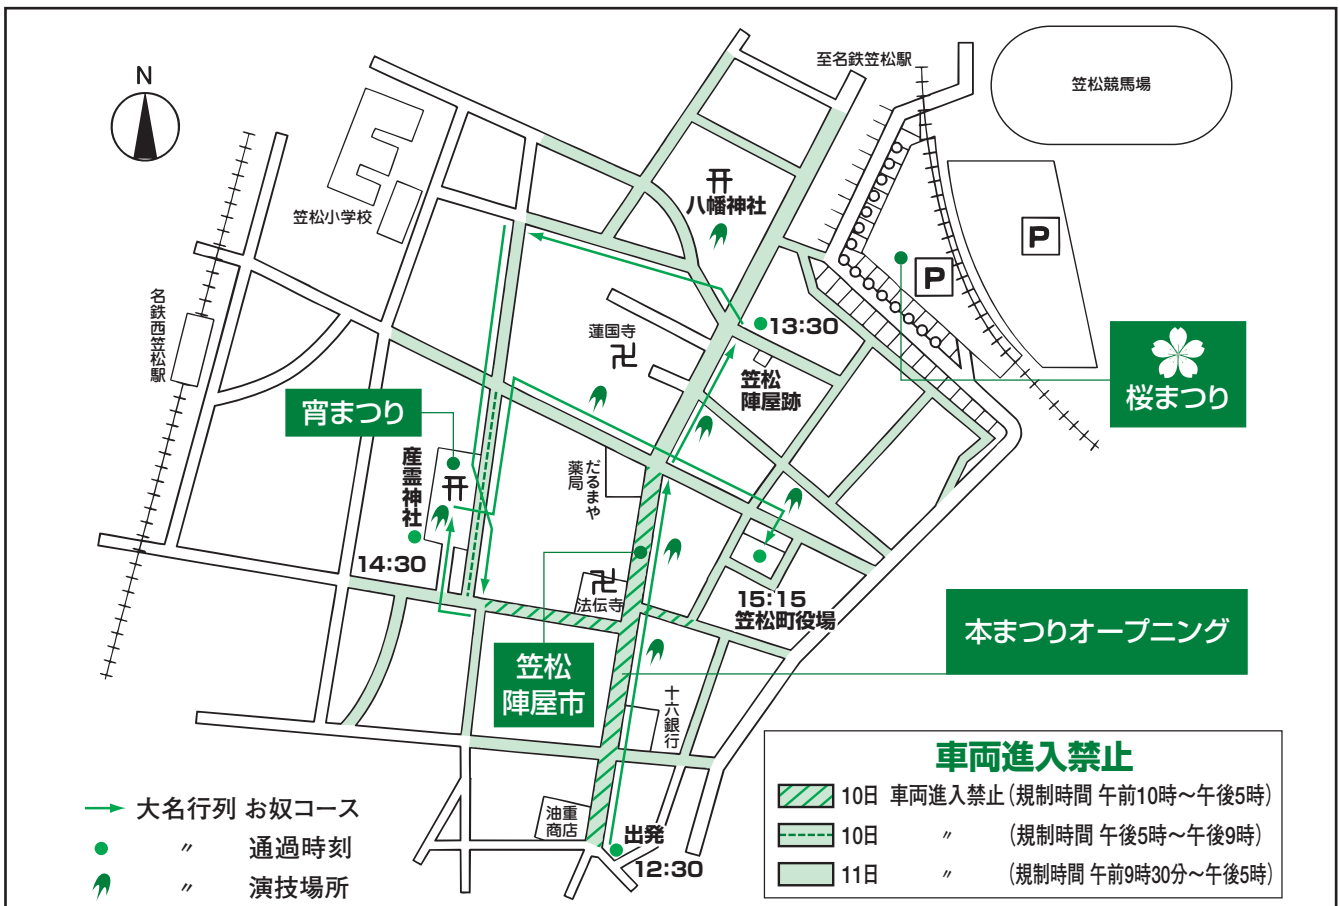 N
至名鉄笠松駅
笠松競馬場
笠松小学校
八幡神社
P
P
名鉄西笠松駅
蓮国寺
13:30
笠松
陣屋跡
桜まつり
宵まつり
産霊神社
だるまや
薬局
14:30
法伝寺
15:15
笠松町役場
本まつりオープニング
笠松
陣屋市
十六銀行
油重
商店
出発
12:30
大名行列 お奴コース
〃 通過時刻
〃 演技場所
車両進入禁止
10日 車両進入禁止(規制時間 午前10時~午後5時)
10日 〃 (規制時間 午後5時~午後9時)
11日 〃 (規制時間 午前9時30分~午後5時)